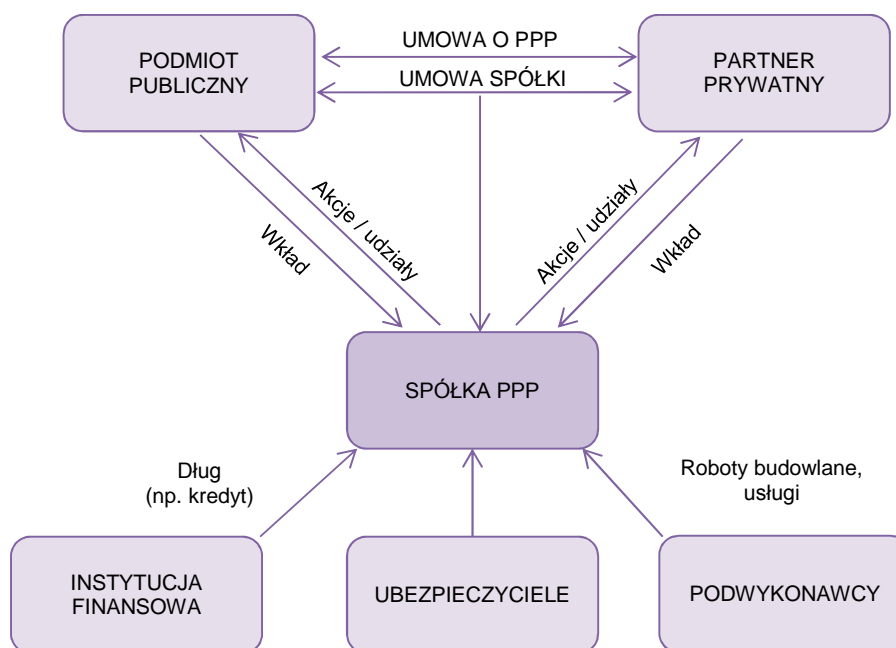 PODMIOT
PUBLICZNY
UMOWA O PPP
UMOWA SPÓŁKI
PARTNER
PRYWATNY
Wkład
Akcje / udziały
Akcje / udziały
Wkład
SPÓŁKA PPP
Dług
(np. kredyt)
Roboty budowlane,
usługi
INSTYTUCJA
FINANSOWA
UBEZPIECZYCIELE
PODWYKONAWCY